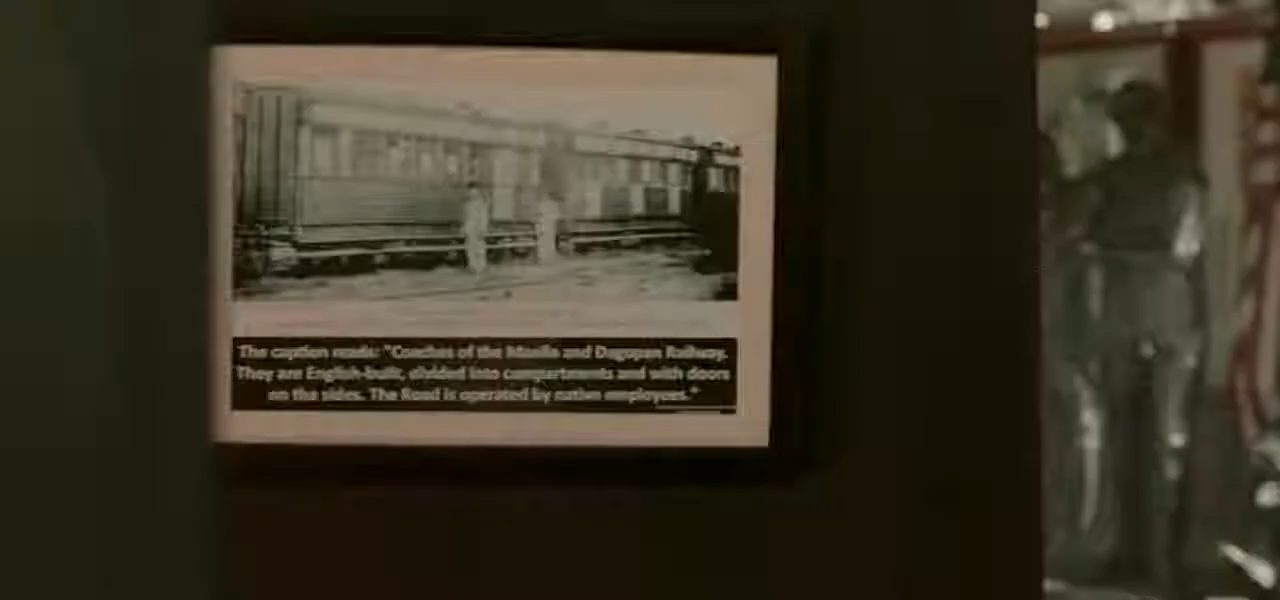 The caption reads: "Coaches of the Manila and Dagupan Railway.
They are English-built, divided into compartments and with doors
on the sides. The Road is operated by native employees."